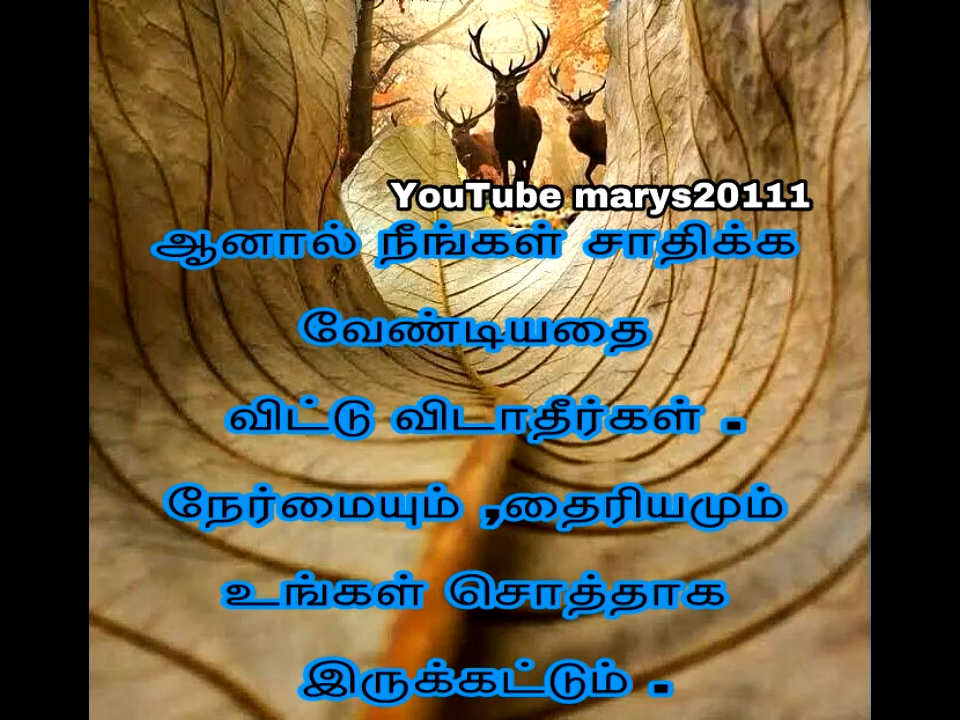 YouTube marys20111
ஆனால் நீங்கள் சாதிக்க
வேண்டியதை
விட்டு விடாதீர்கள் .
நேர்மையும் ,தைரியமும்
உங்கள் சொத்தாக
இருக்கட்டும் .